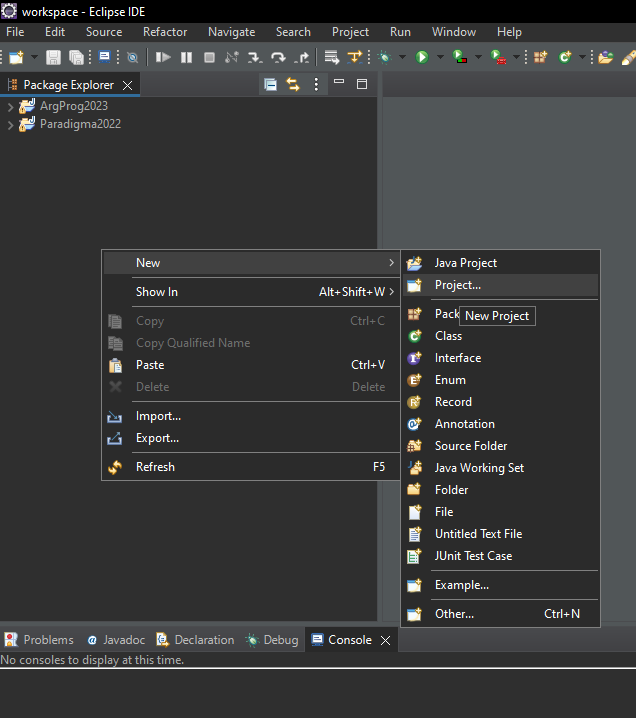 workspace - Eclipse IDE
File Edit Source Refactor Navigate Search Project Run Window Help
Package Explorer
ArgProg2023
Paradigma2022
New
Show In Alt+Shift+W
Copy Ctrl+C
Copy Qualified Name
Paste Ctrl+V
Delete Delete
Import...
Export...
Refresh F5
Java Project
Project...
Pack
New Project
Class
Interface
Enum
Record
Annotation
Source Folder
Java Working Set
Folder
File
Untitled Text File
JUnit Test Case
Example...
Other... Ctrl+N
Problems Javadoc Declaration Debug Console
No consoles to display at this time.